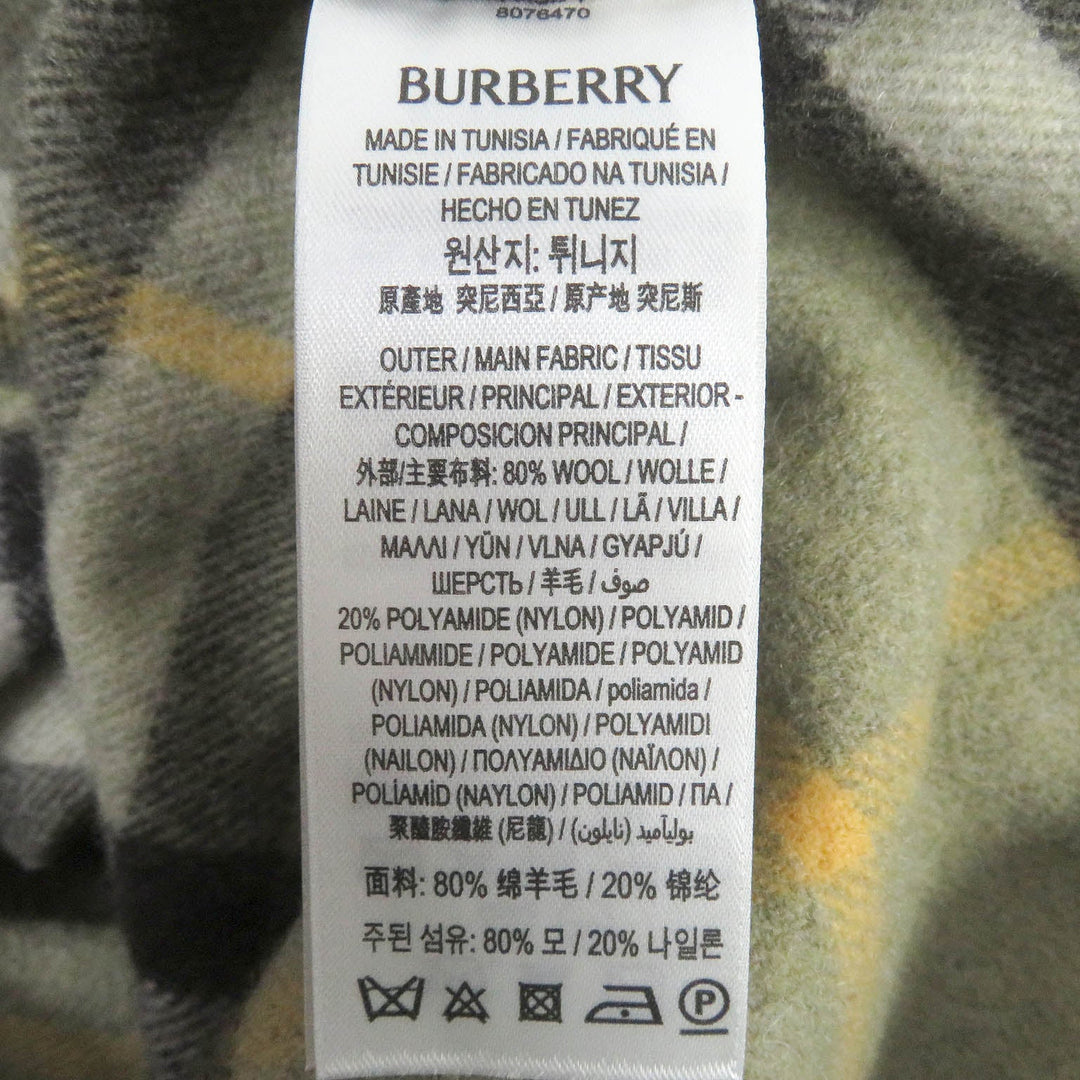 8076470
BURBERRY
MADE IN TUNISIA / FABRIQUÉ EN
TUNISIE / FABRICADO NA TUNISIA /
HECHO EN TUNEZ
원산지: 튀니지
原產地 突尼西亞 / 原产地 突尼斯
OUTER / MAIN FABRIC / TISSU
EXTÉRIEUR / PRINCIPAL / EXTERIOR -
COMPOSICION PRINCIPAL /
外部/主要布料: 80% WOOL / WOLLE /
LAINE / LANA / WOL / ULL / LÃ / VILLA /
ΜΑΛΛΙ / YÜN / VLNA / GYAPJÚ /
ШЕРСТЬ / 羊毛 / صوف
20% POLYAMIDE (NYLON) / POLYAMID /
POLIAMMIDE / POLYAMIDE / POLYAMID
(NYLON) / POLIAMIDA / poliamida /
POLIAMIDA (NYLON) / POLYAMIDI
(NAILON) / ΠΟΛΥΑΜΙΔΙΟ (ΝΑΪΛΟΝ) /
POLÍAMİD (NAYLON) / POLIAMID / ПА /
聚醯胺纖維 (尼龍) / بوليآميد (نايلون)
面料: 80% 绵羊毛 / 20% 锦纶
주된 섬유: 80% 모 / 20% 나일론
P